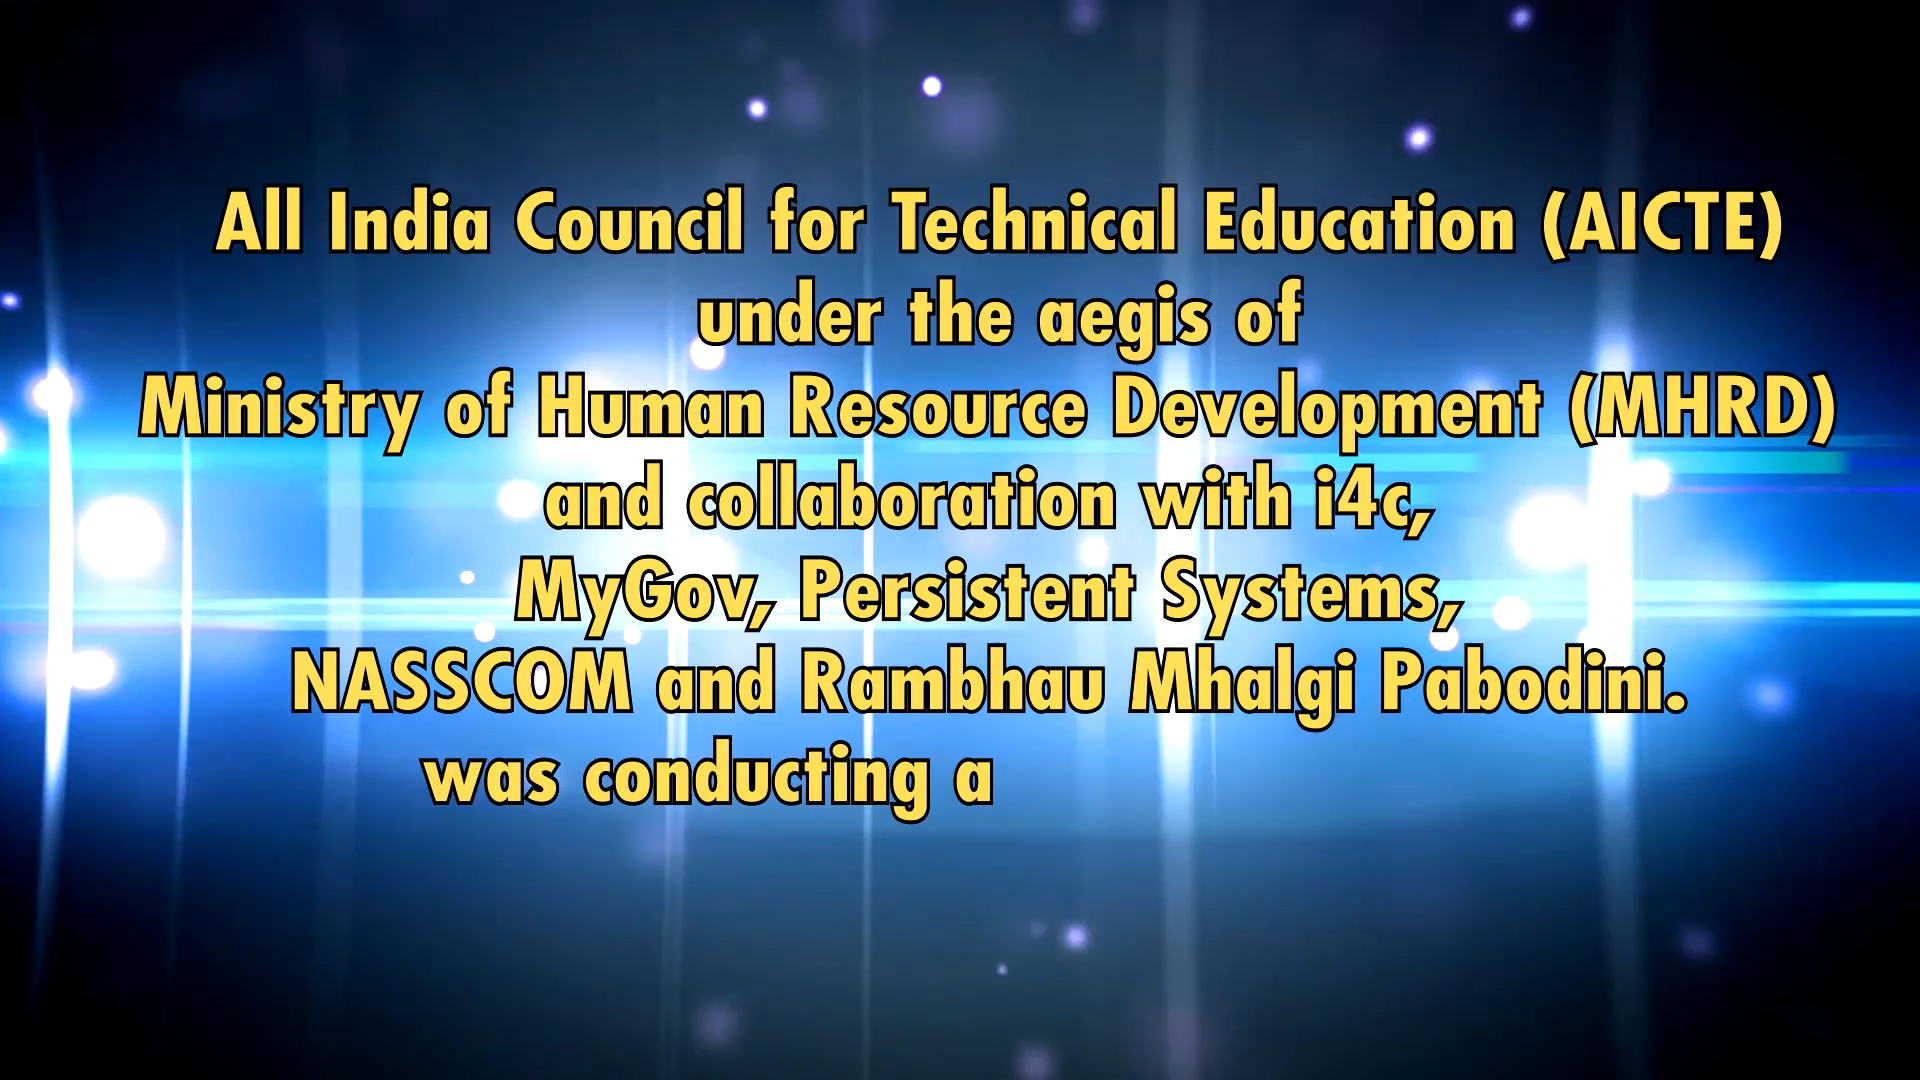 All India Council for Technical Education (AICTE)
under the aegis of
Ministry of Human Resource Development (MHRD)
and collaboration with i4c,
MyGov, Persistent Systems,
NASSCOM and Rambhau Mhalgi Pabodini.
was conducting a